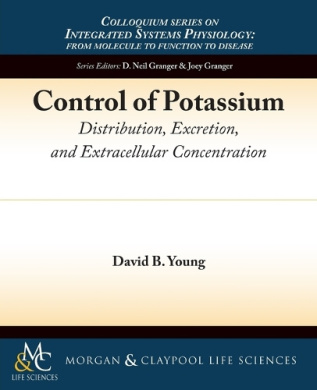 COLLOQUIUM SERIES ON
INTEGRATED SYSTEMS PHYSIOLOGY:
FROM MOLECULE TO FUNCTION TO DISEASE
Series Editors: D. Neil Granger & Joey Granger
Control of Potassium
Distribution, Excretion,
and Extracellular Concentration
David B. Young
M&C
LIFE SCIENCES
MORGAN & CLAYPOOL LIFE SCIENCES